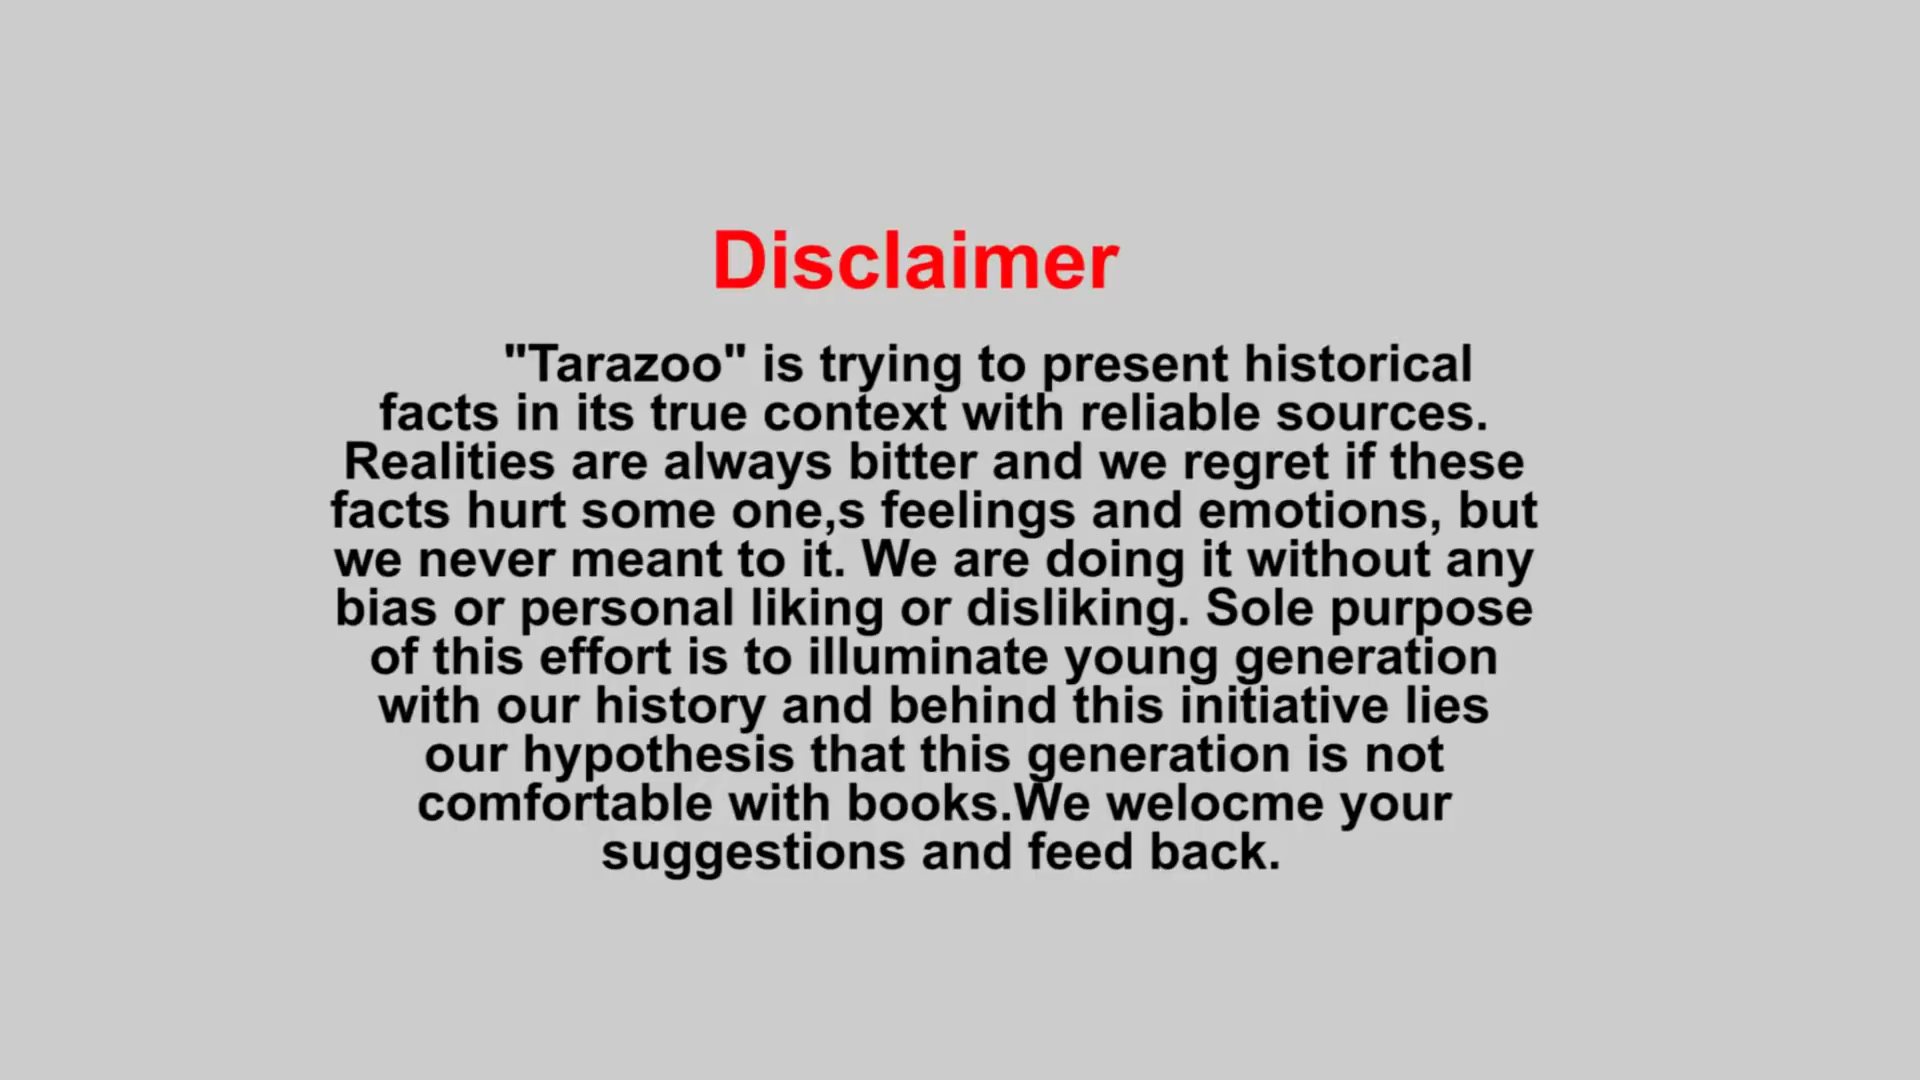 Disclaimer
"Tarazoo" is trying to present historical
facts in its true context with reliable sources.
Realities are always bitter and we regret if these
facts hurt some one,s feelings and emotions, but
we never meant to it. We are doing it without any
bias or personal liking or disliking. Sole purpose
of this effort is to illuminate young generation
with our history and behind this initiative lies
our hypothesis that this generation is not
comfortable with books.We welocme your
suggestions and feed back.